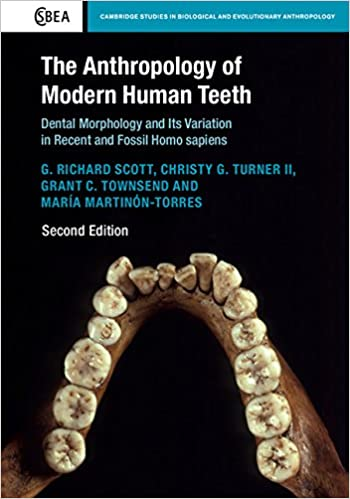 CSBEA
CAMBRIDGE STUDIES IN BIOLOGICAL AND EVOLUTIONARY ANTHROPOLOGY
The Anthropology of
Modern Human Teeth
Dental Morphology and Its Variation
in Recent and Fossil Homo sapiens
G. RICHARD SCOTT, CHRISTY G. TURNER II,
GRANT C. TOWNSEND AND
MARÍA MARTINÓN-TORRES
Second Edition